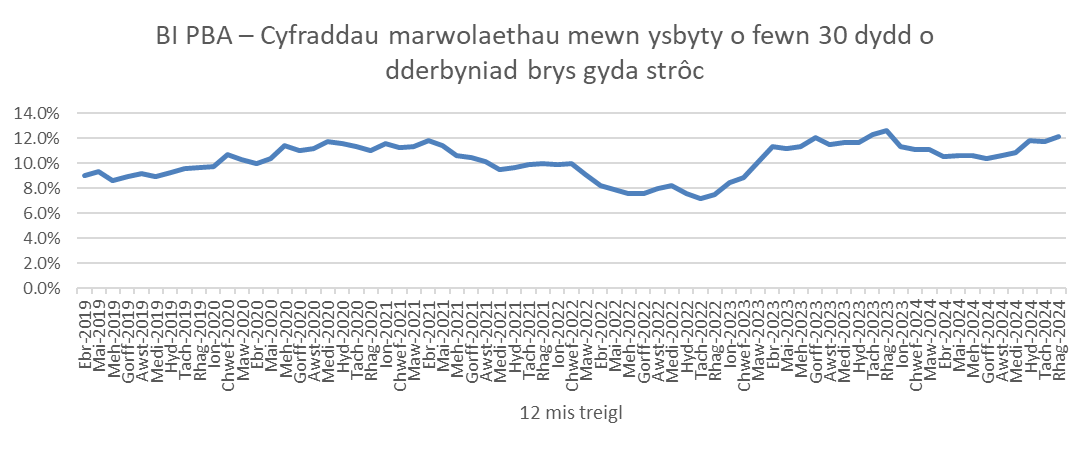 BI PBA – Cyfraddau marwolaethau mewn ysbyty o fewn 30 dydd o
dderbyniad brys gyda strôc
14.0%
12.0%
10.0%
8.0%
6.0%
4.0%
2.0%
0.0%
Ebr-2019
Mai-2019
Meh-2019
Gorff-2019
Awst-2019
Medi-2019
Hyd-2019
Tach-2019
Rhag-2019
Ion-2020
Chwef-2020
Maw-2020
Ebr-2020
Mai-2020
Meh-2020
Gorff-2020
Awst-2020
Medi-2020
Hyd-2020
Tach-2020
Rhag-2020
Ion-2021
Chwef-2021
Maw-2021
Ebr-2021
Mai-2021
Meh-2021
Gorff-2021
Awst-2021
Medi-2021
Hyd-2021
Tach-2021
Rhag-2021
Ion-2022
Chwef-2022
Maw-2022
Ebr-2022
Mai-2022
Meh-2022
Gorff-2022
Awst-2022
Medi-2022
Hyd-2022
Tach-2022
Rhag-2022
Ion-2023
Chwef-2023
Maw-2023
Ebr-2023
Mai-2023
Meh-2023
Gorff-2023
Awst-2023
Medi-2023
Hyd-2023
Tach-2023
Rhag-2023
Ion-2023
Chwef-2024
Maw-2024
Ebr-2024
Mai-2024
Meh-2024
Gorff-2024
Awst-2024
Medi-2024
Hyd-2024
Tach-2024
Rhag-2024
12 mis treigl